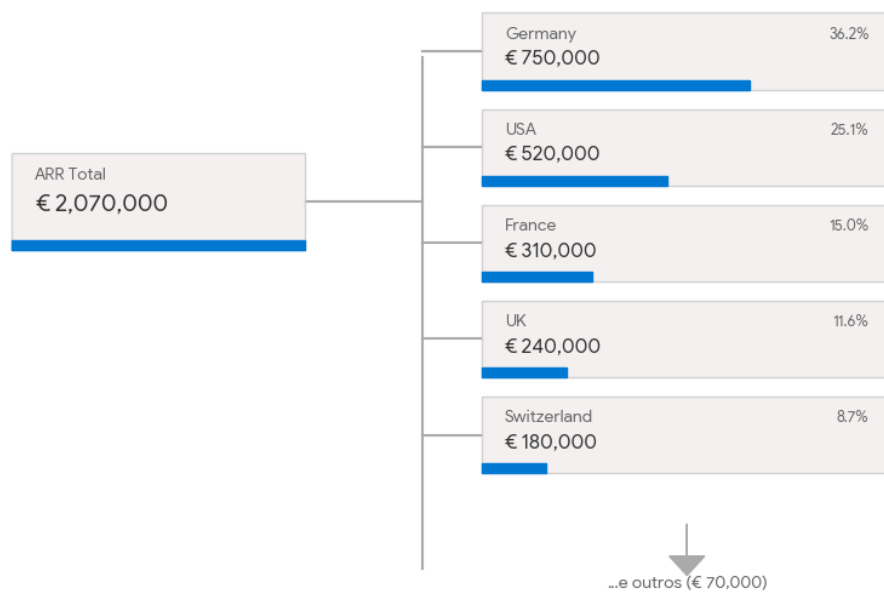 ARR Total
€ 2,070,000
Germany 36.2%
€ 750,000
USA 25.1%
€ 520,000
France 15.0%
€ 310,000
UK 11.6%
€ 240,000
Switzerland 8.7%
€ 180,000
...e outros (€ 70,000)